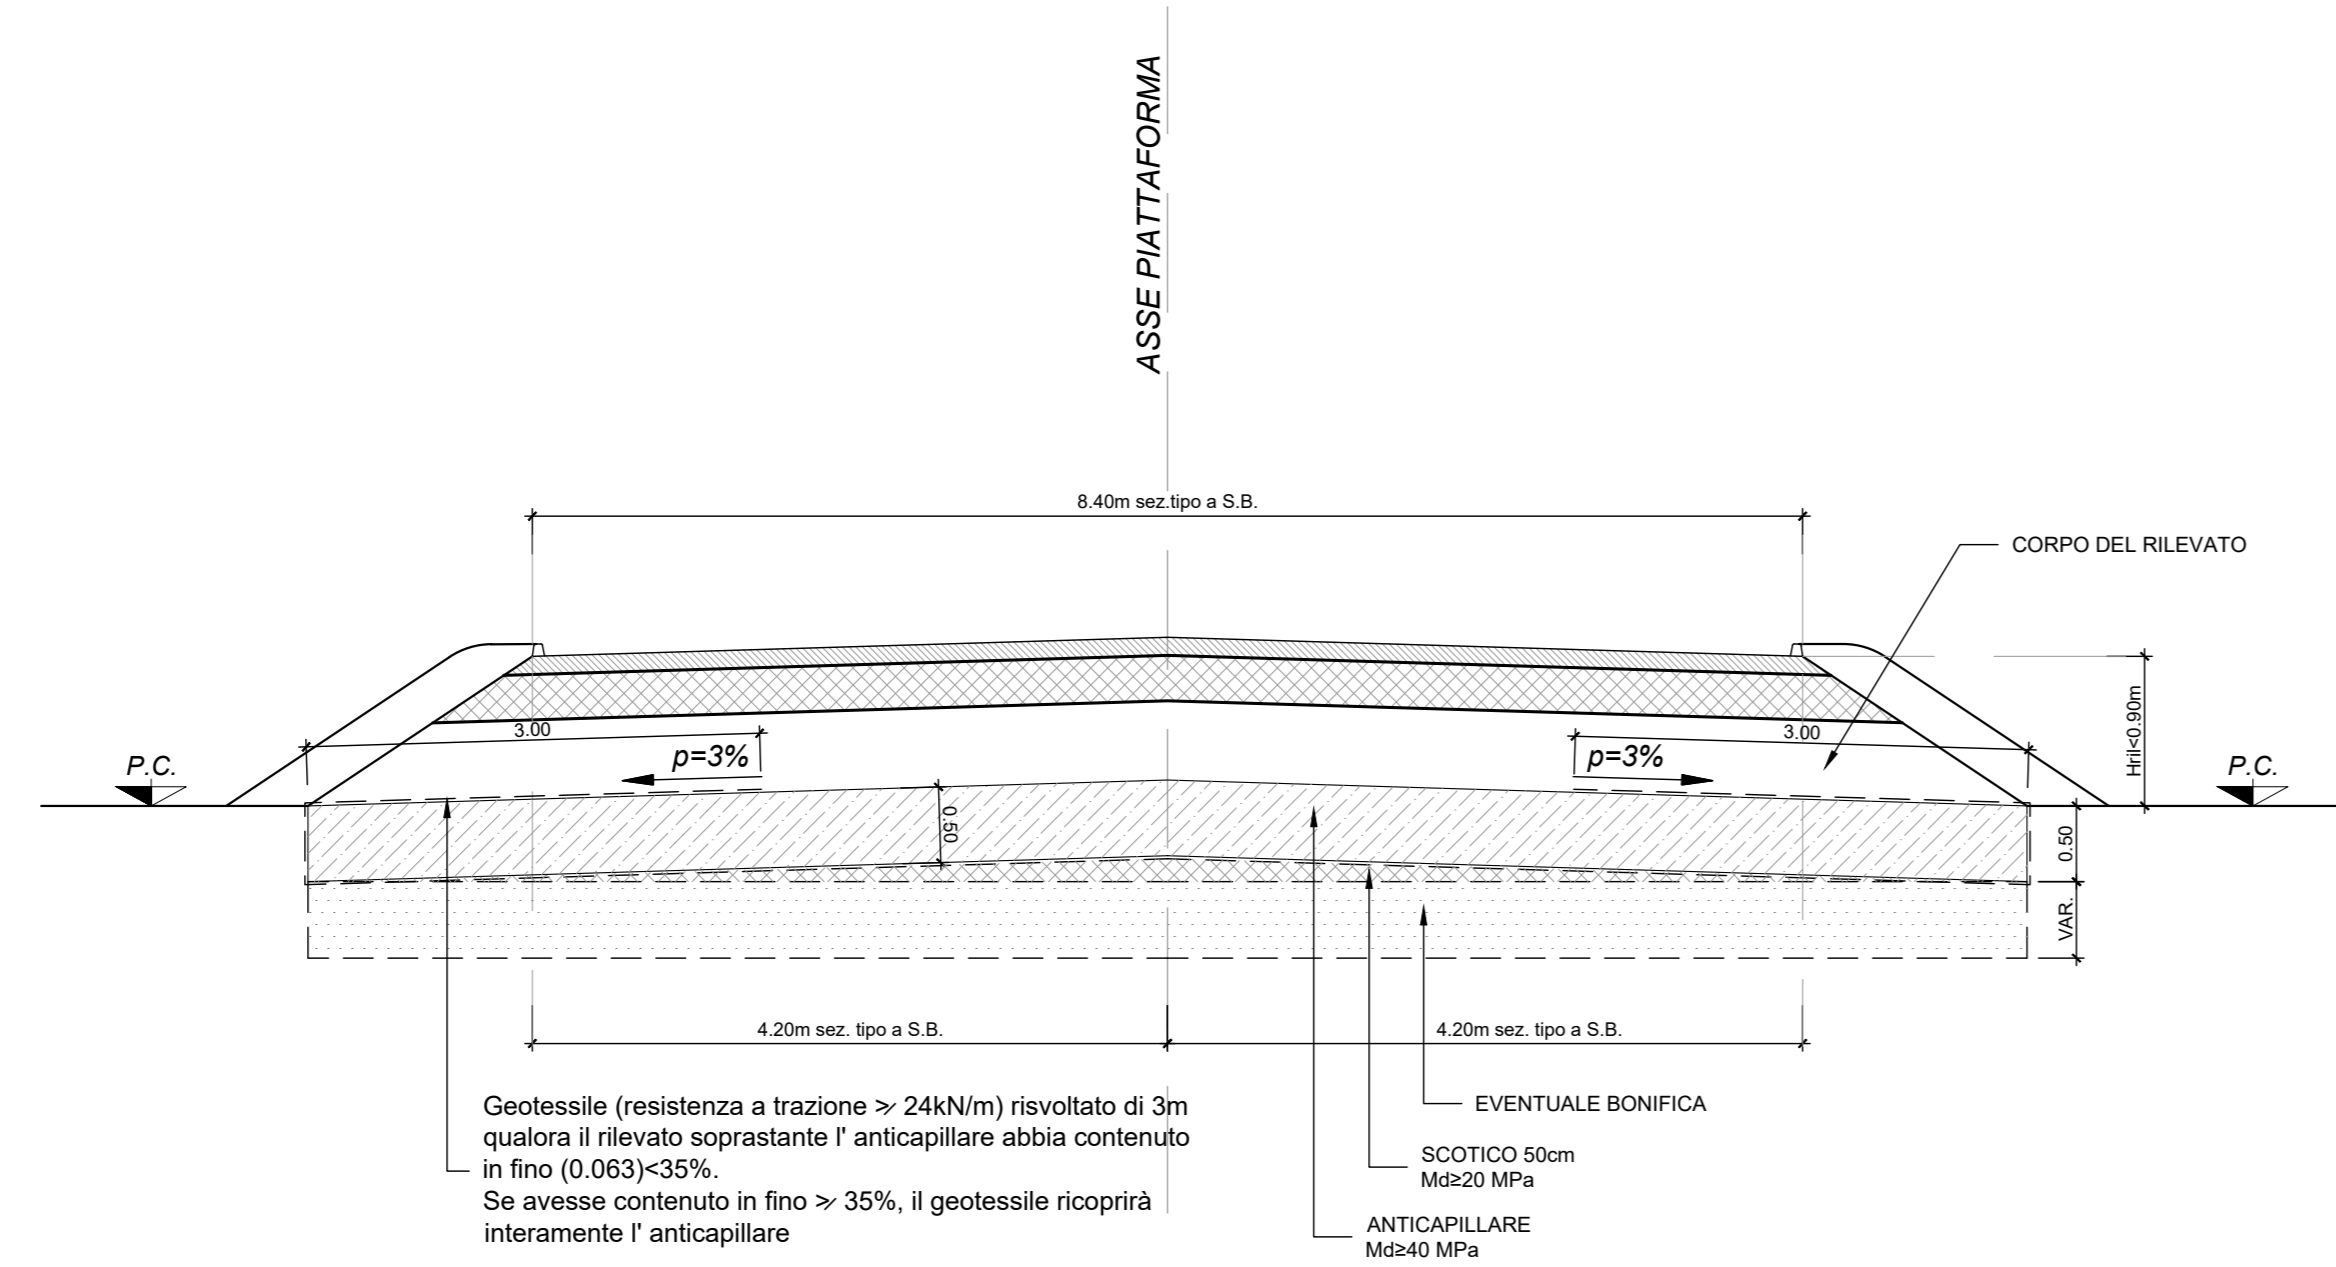 ASSE PIATTAFORMA
8.40m sez.tipo a S.B.
CORPO DEL RILEVATO
3.00
3.00
p=3%
p=3%
P.C.
P.C.
Hril<0.90m
0.50
0.50
VAR.
4.20m sez. tipo a S.B.
4.20m sez. tipo a S.B.
Geotessile (resistenza a trazione ≥ 24kN/m) risvoltato di 3m
qualora il rilevato soprastante l' anticapillare abbia contenuto
in fino (0.063)<35%.
Se avesse contenuto in fino ≥ 35%, il geotessile ricoprirà
interamente l' anticapillare
EVENTUALE BONIFICA
SCOTICO 50cm
Md≥20 MPa
ANTICAPILLARE
Md≥40 MPa